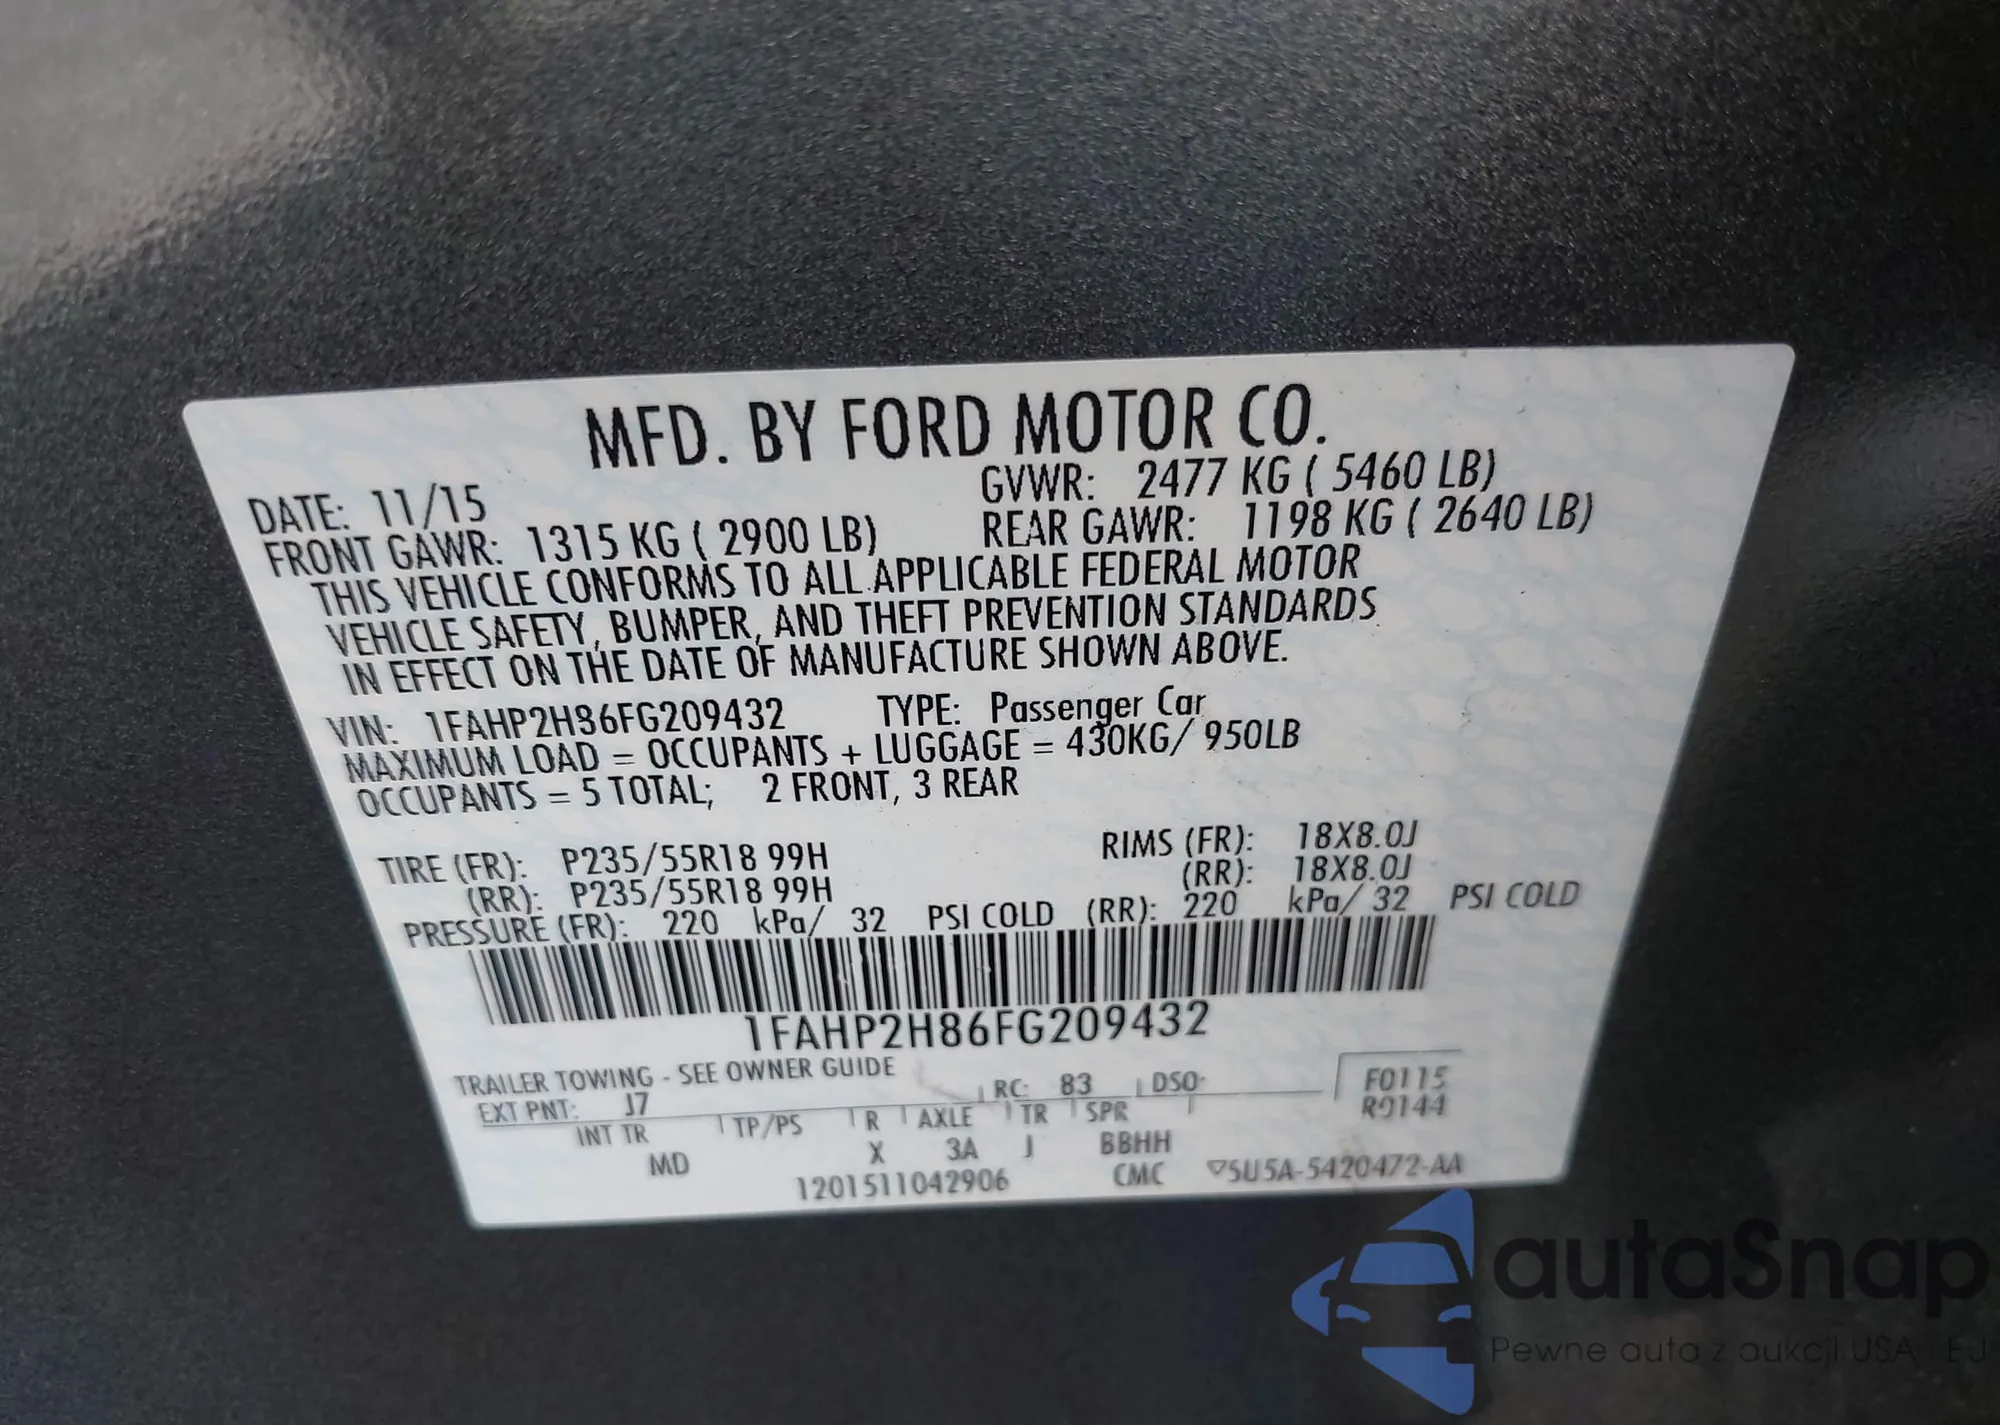 MFD. BY FORD MOTOR CO.
DATE: 11/15 GVWR: 2477 KG ( 5460 LB)
FRONT GAWR: 1315 KG ( 2900 LB) REAR GAWR: 1198 KG ( 2640 LB)
THIS VEHICLE CONFORMS TO ALL APPLICABLE FEDERAL MOTOR
VEHICLE SAFETY, BUMPER, AND THEFT PREVENTION STANDARDS
IN EFFECT ON THE DATE OF MANUFACTURE SHOWN ABOVE.
VIN: 1FAHP2H86FG209432 TYPE: Passenger Car
MAXIMUM LOAD = OCCUPANTS + LUGGAGE = 430KG/ 950LB
OCCUPANTS = 5 TOTAL; 2 FRONT, 3 REAR
TIRE (FR): P235/55R18 99H RIMS (FR): 18X8.0J
(RR): P235/55R18 99H (RR): 18X8.0J
PRESSURE (FR): 220 kPa/ 32 PSI COLD (RR): 220 kPa/ 32 PSI COLD
1FAHP2H86FG209432
TRAILER TOWING - SEE OWNER GUIDE
EXT PNT: J7 RC: 83 DSO: F0115
R0144
INT TR TP/PS R AXLE TR SPR
MD X 3A J BBHH
1201511042906 CMC ▽5U5A-5420472-AA
autaSnap
Pewne auta z aukcji USA i EU